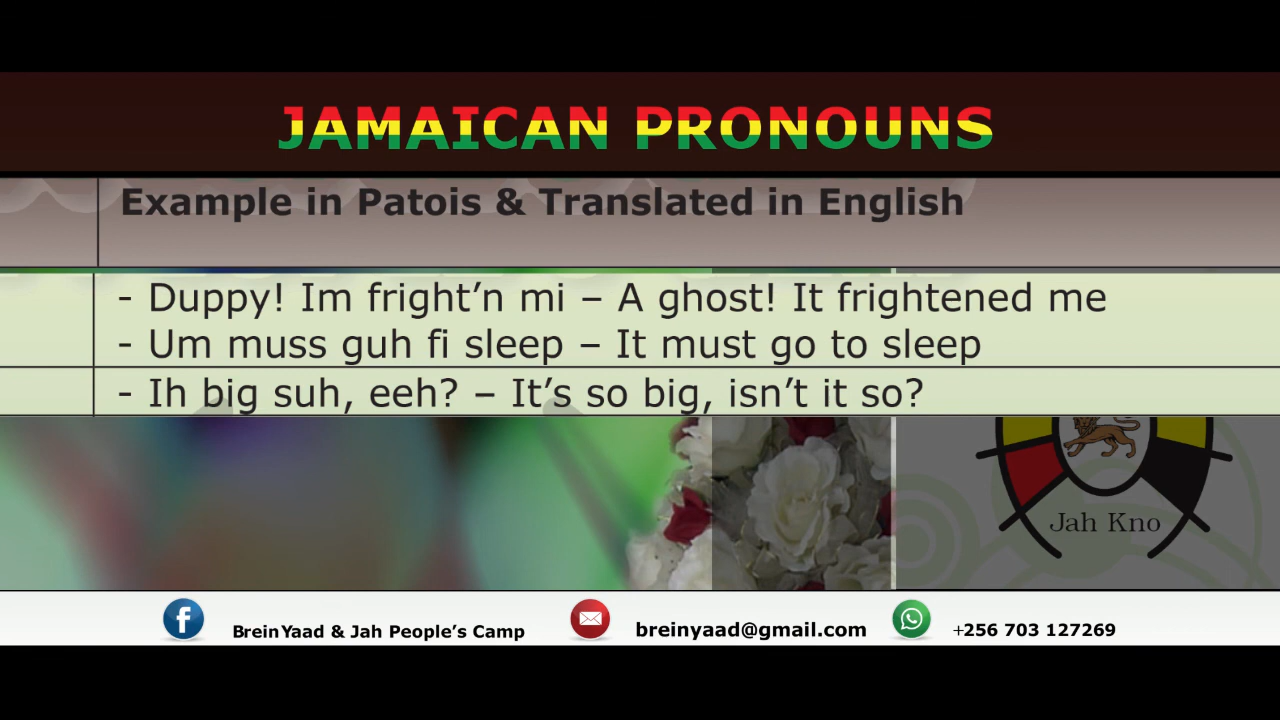 JAMAICAN PRONOUNS
Example in Patois & Translated in English
- Duppy! Im fright’n mi – A ghost! It frightened me
- Um muss guh fi sleep – It must go to sleep
- Ih big suh, eeh? – It’s so big, isn’t it so?
Jah Kno
BreinYaad & Jah People’s Camp
breinyaad@gmail.com
+256 703 127269